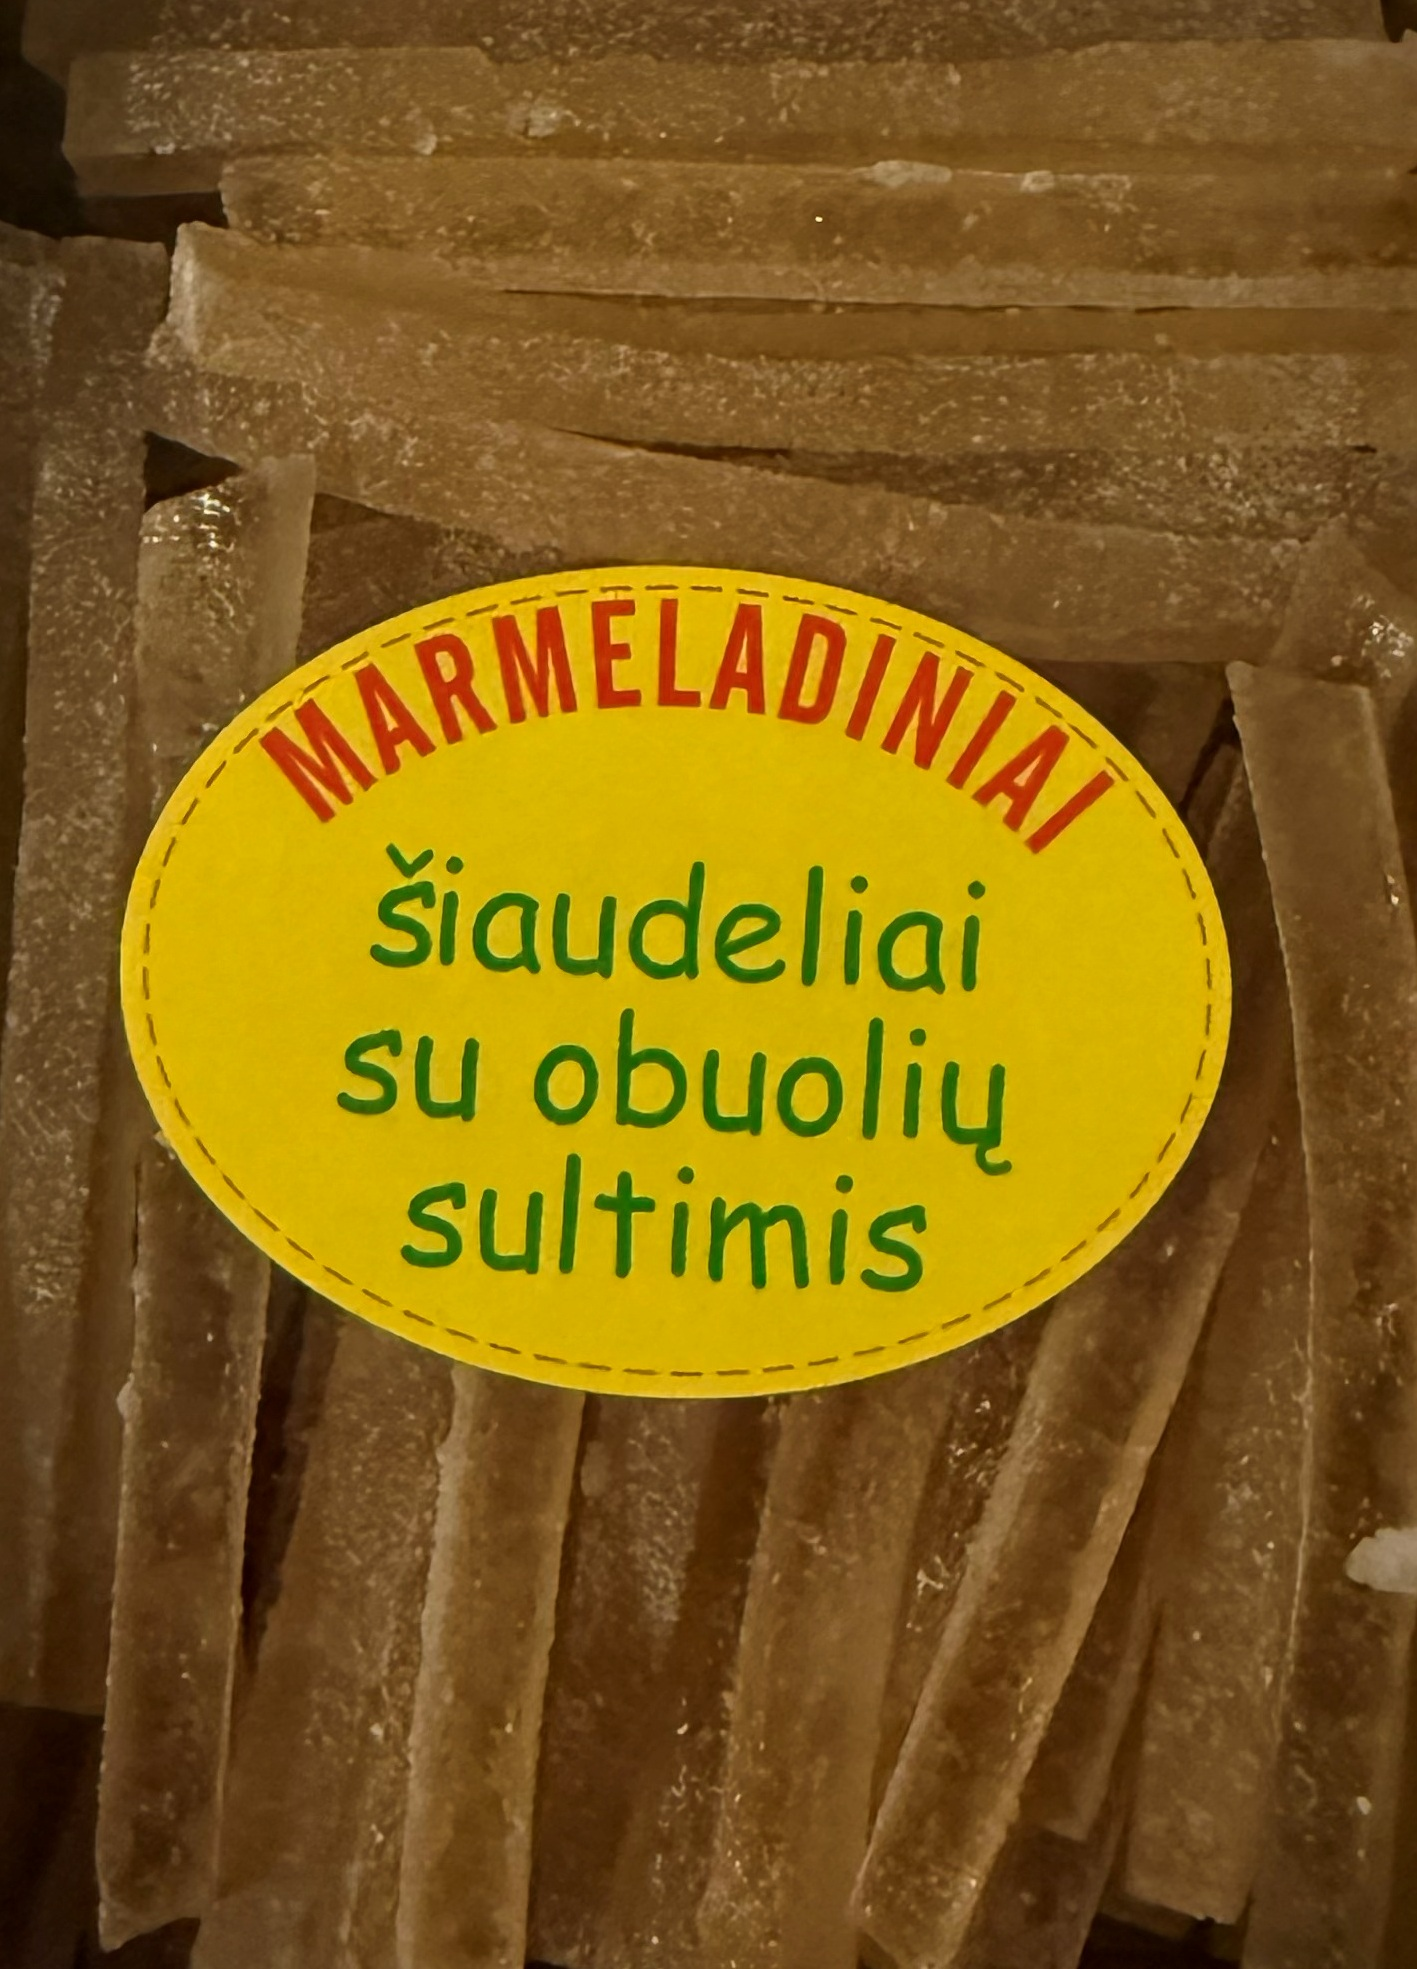 MARMELADINIAI
šiaudeliai
su obuolių
sultimis